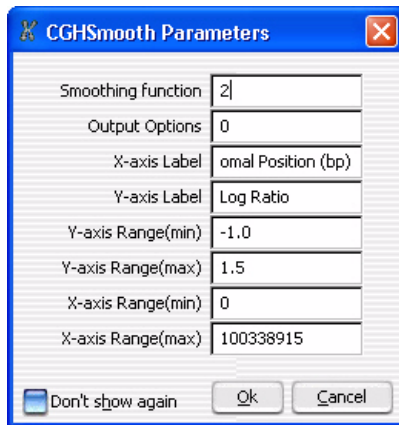 CGHSmooth Parameters
Smoothing function 2
Output Options 0
X-axis Label omal Position (bp)
Y-axis Label Log Ratio
Y-axis Range(min) -1.0
Y-axis Range(max) 1.5
X-axis Range(min) 0
X-axis Range(max) 100338915
Don't show again Ok Cancel